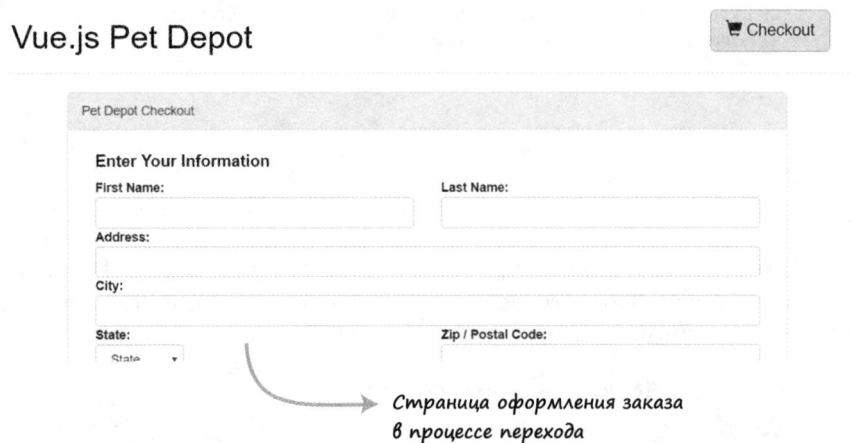 Vue.js Pet Depot
Checkout
Pet Depot Checkout
Enter Your Information
First Name:
Last Name:
Address:
City:
State:
Zip / Postal Code:
State
Страница оформления заказа
в процессе перехода